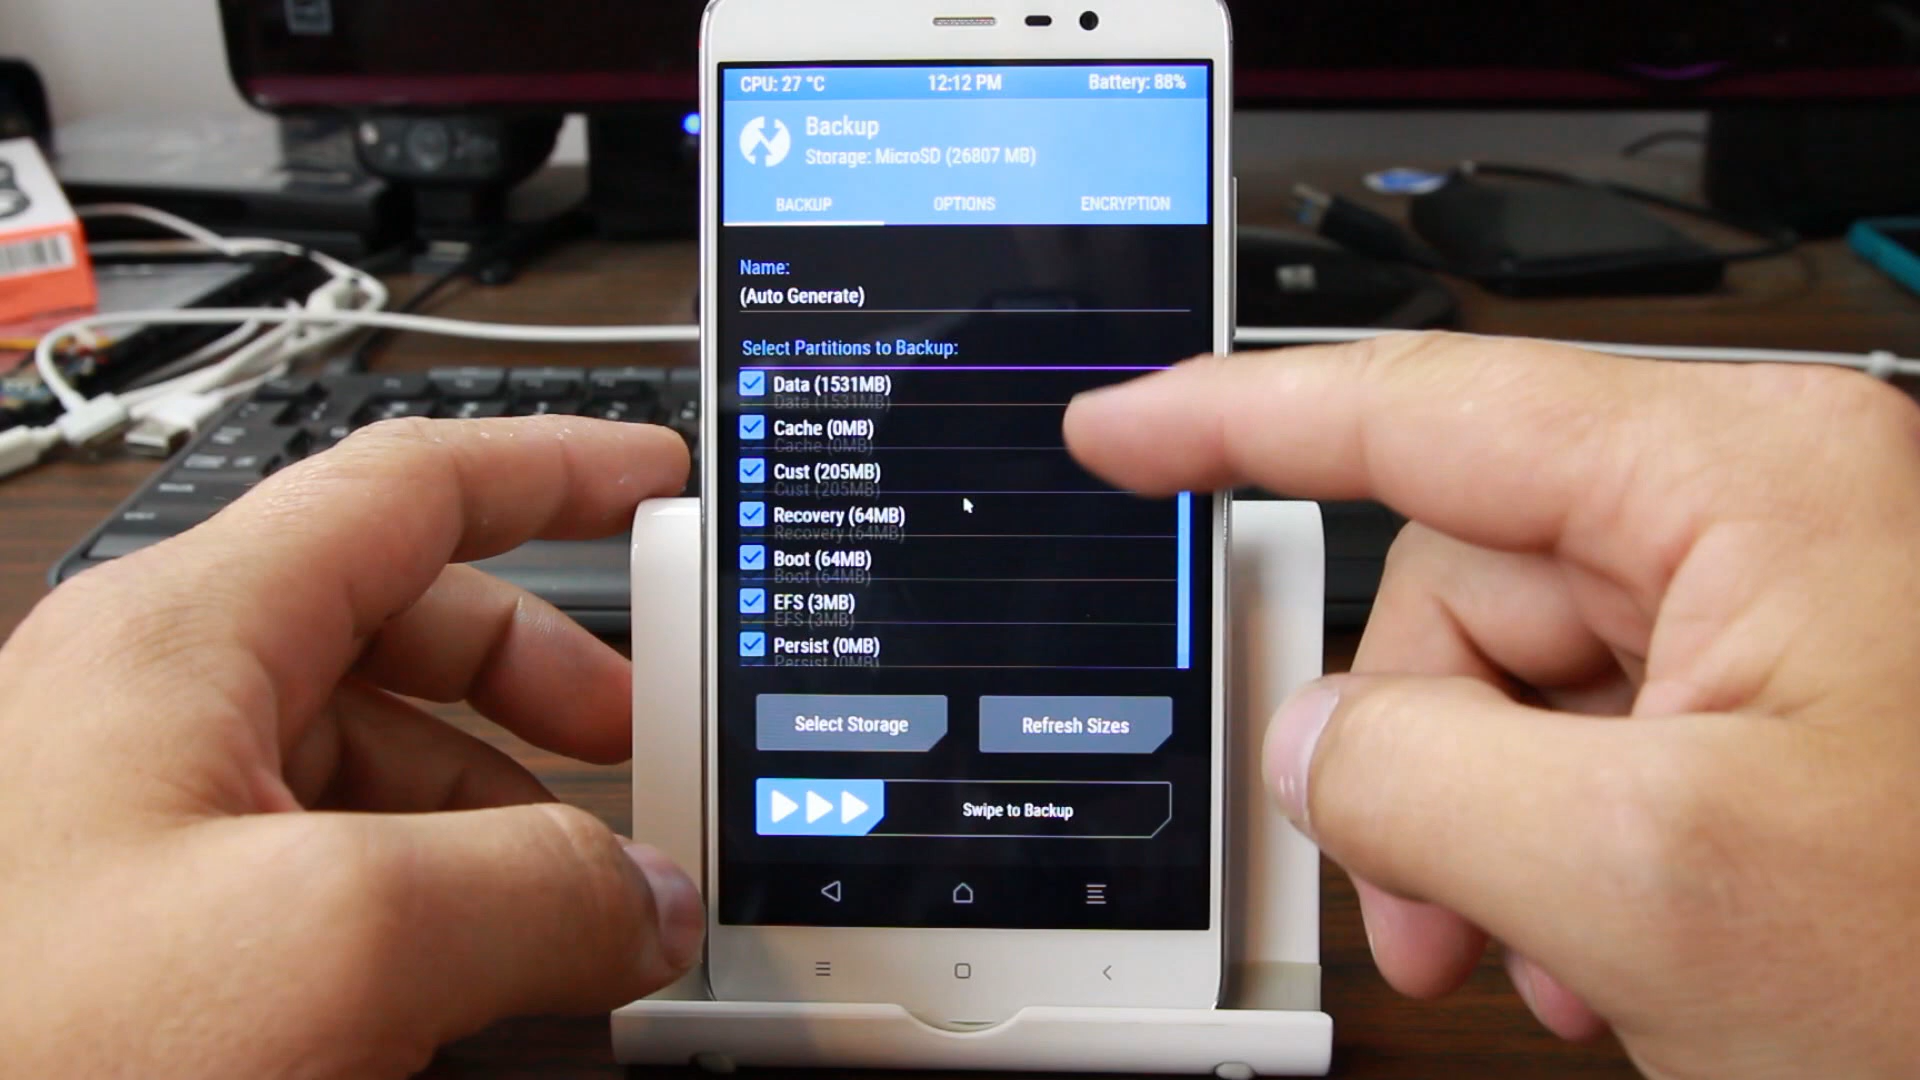 CPU: 27 °C 12:12 PM Battery: 88%
Backup
Storage: MicroSD (26807 MB)
BACKUP OPTIONS ENCRYPTION
Name:
(Auto Generate)
Select Partitions to Backup:
Data (1531MB)
Cache (0MB)
Cust (205MB)
Recovery (64MB)
Boot (64MB)
EFS (3MB)
Persist (0MB)
Select Storage Refresh Sizes
Swipe to Backup